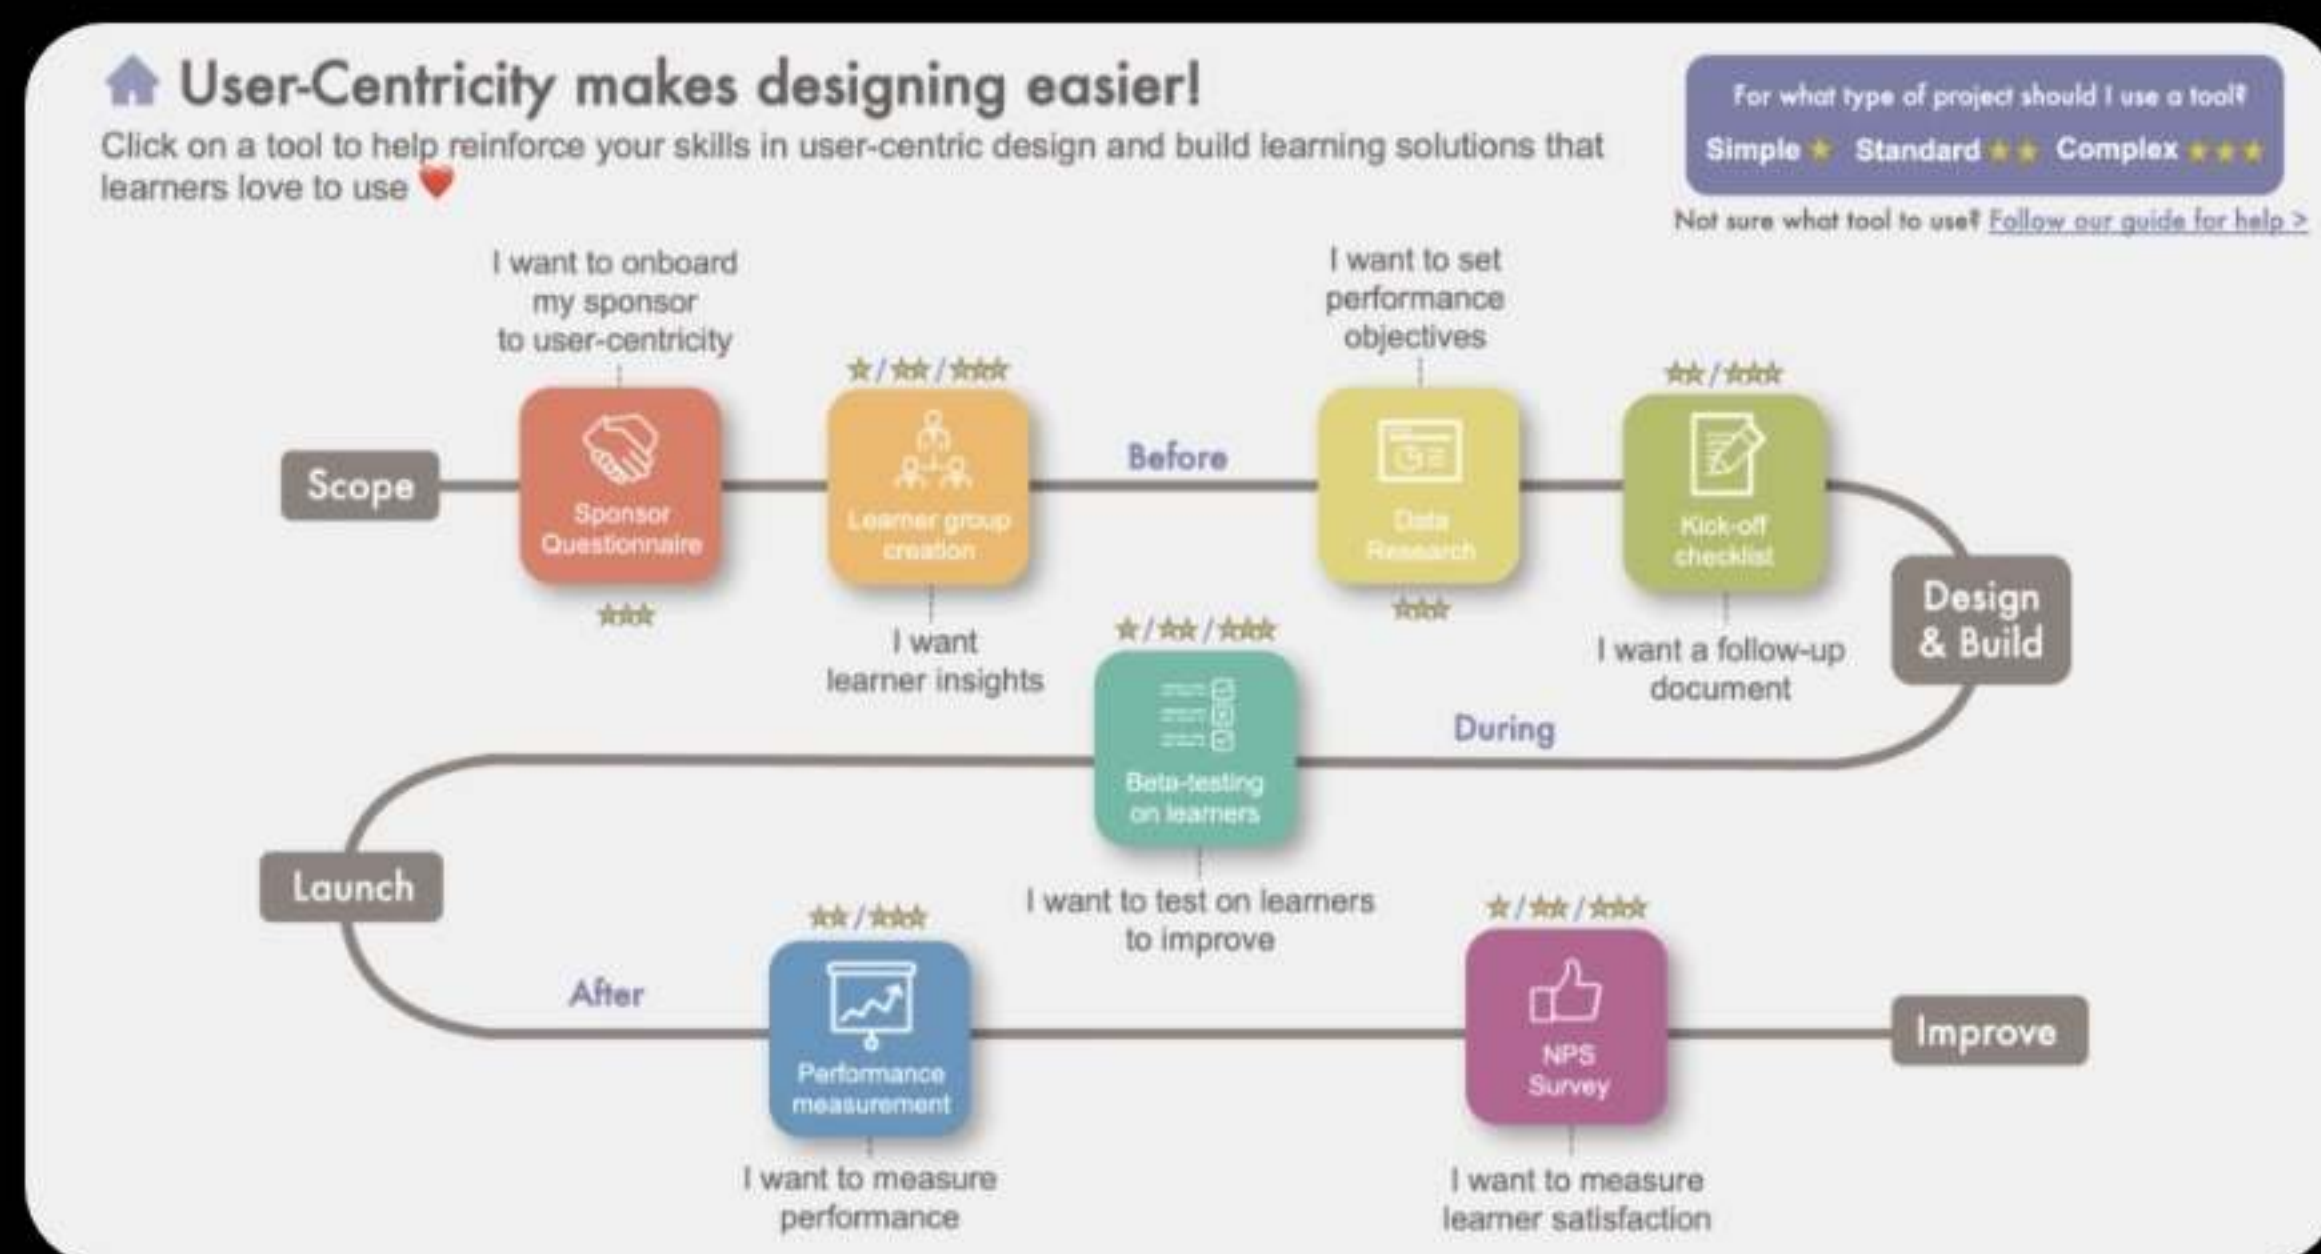 User-Centricity makes designing easier!
Click on a tool to help reinforce your skills in user-centric design and build learning solutions that
learners love to use
For what type of project should I use a tool?
Simple Standard Complex
Not sure what tool to use? Follow our guide for help >
I want to onboard
my sponsor
to user-centricity
I want to set
performance
objectives
Scope
Sponsor
Questionnaire
Learner group
creation
Before
Data
Research
Kick-off
checklist
Design
& Build
I want
learner insights
I want a follow-up
document
During
Beta-testing
on learners
I want to test on learners
to improve
Launch
After
Performance
measurement
I want to measure
performance
NPS
Survey
I want to measure
learner satisfaction
Improve